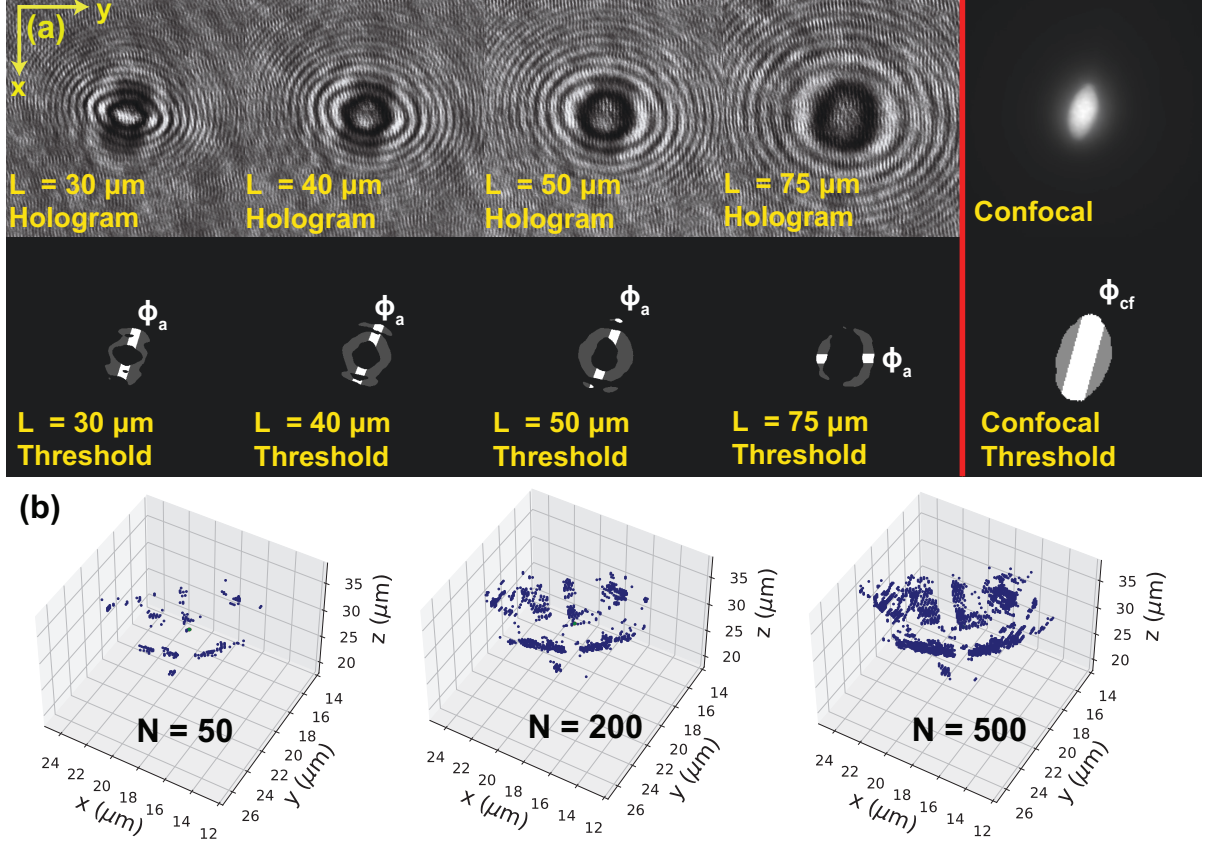 (a)
y
x
L = 30 μm
Hologram
L = 40 μm
Hologram
L = 50 μm
Hologram
L = 75 μm
Hologram
Confocal
ϕa
ϕa
ϕa
ϕa
ϕcf
L = 30 μm
Threshold
L = 40 μm
Threshold
L = 50 μm
Threshold
L = 75 μm
Threshold
Confocal
Threshold
(b)
N = 50
35
30
25
20
z (μm)
14
16
18
20
22
24
26
y (μm)
24
22
20
18
16
14
12
x (μm)
N = 200
35
30
25
20
z (μm)
14
16
18
20
22
24
26
y (μm)
24
22
20
18
16
14
12
x (μm)
N = 500
35
30
25
20
z (μm)
14
16
18
20
22
24
26
y (μm)
24
22
20
18
16
14
12
x (μm)